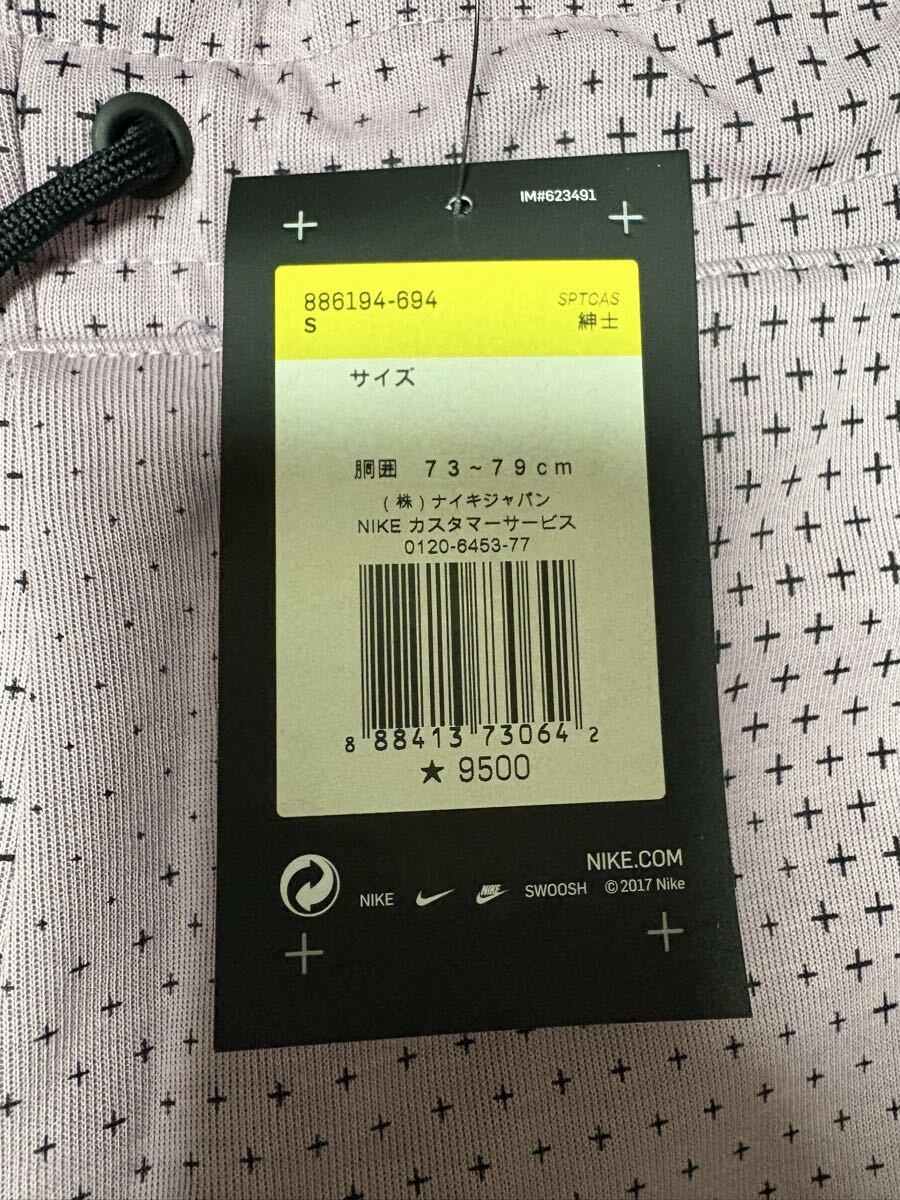 IM#623491
886194-694 SPTCAS
S 紳士
サイズ
胴囲 73~79cm
(株)ナイキジャパン
NIKE カスタマーサービス
0120-6453-77
8 88413 73064 2
★9500
NIKE.COM
NIKE NIKE SWOOSH ©2017 Nike